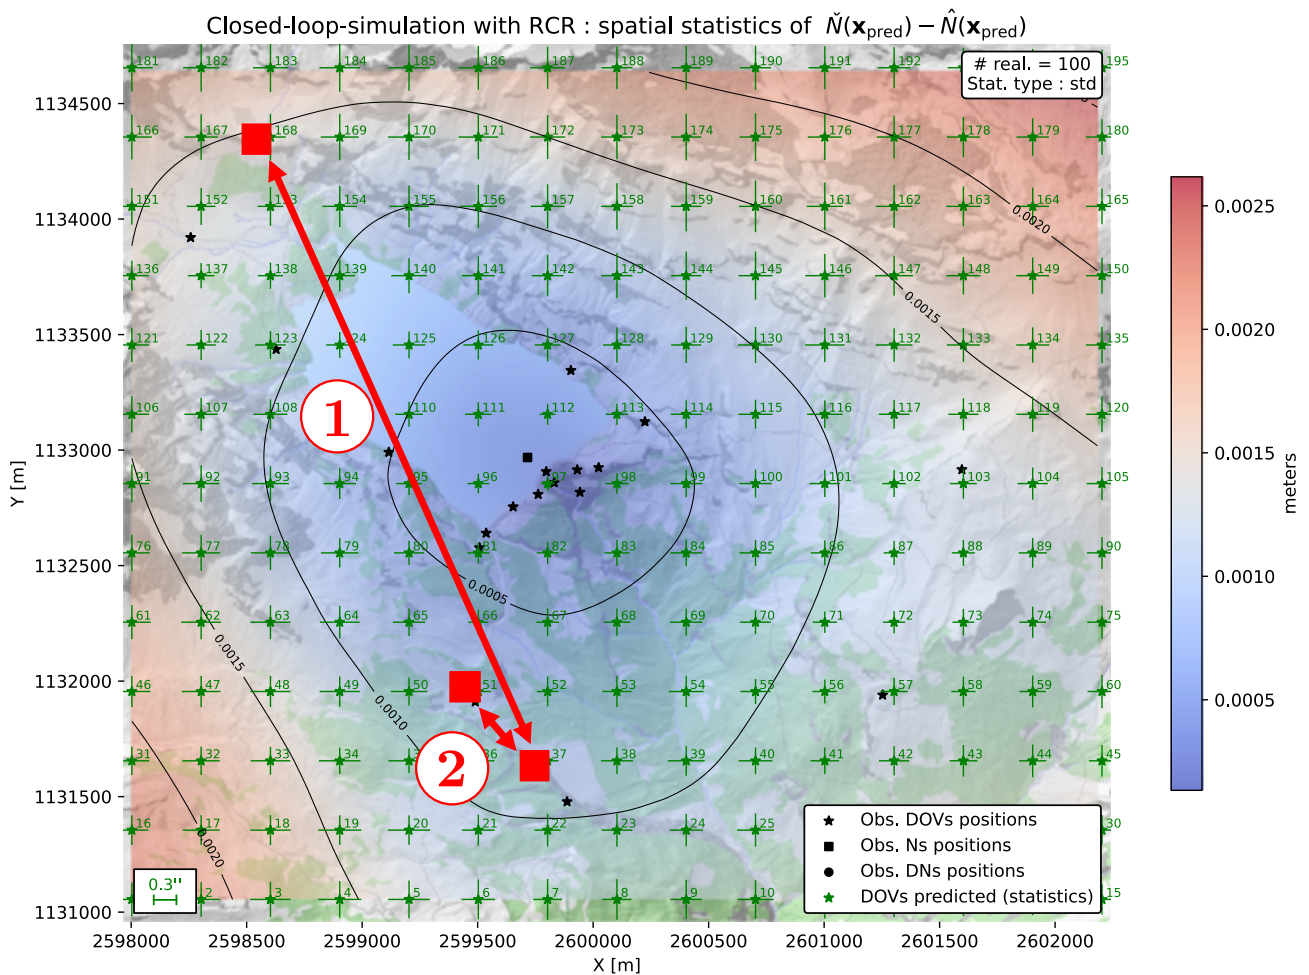 Closed-loop-simulation with RCR : spatial statistics of Ň(x_pred) − N̂(x_pred)
# real. = 100
Stat. type : std
181 182 183 184 185 186 187 188 189 190 191 192 195
1134500
166 167 168 169 170 171 172 173 174 175 176 177 178 179 180
151 152 154 155 156 157 158 159 160 161 162 163 164 165
0.0020
1134000
136 137 138 139 140 141 142 143 144 145 146 147 148 149 150
0.0015
1133500
121 122 123 24 125 126 127 128 129 130 131 132 133 134 135
106 107 108 110 111 112 113 114 115 116 117 118 119 120
1
1133000
91 92 93 94 95 96 97 98 99 100 101 102 103 104 105
76 77 78 79 80 81 82 83 84 85 86 87 88 89 90
1132500
0.0005
61 62 63 64 65 66 67 68 69 70 71 72 73 74 75
0.0015
46 47 48 49 50 51 52 53 54 55 56 57 58 59 60
1132000
0.0010
31 32 33 34 36 37 38 39 40 41 42 43 44 45
2
1131500
16 17 18 19 20 21 22 23 24 25 30
0.0020
2 3 4 5 6 7 8 9 10 15
0.3''
1131000
Obs. DOVs positions
Obs. Ns positions
Obs. DNs positions
DOVs predicted (statistics)
2598000 2598500 2599000 2599500 2600000 2600500 2601000 2601500 2602000
X [m]
Y [m]
0.0025
0.0020
0.0015
0.0010
0.0005
meters